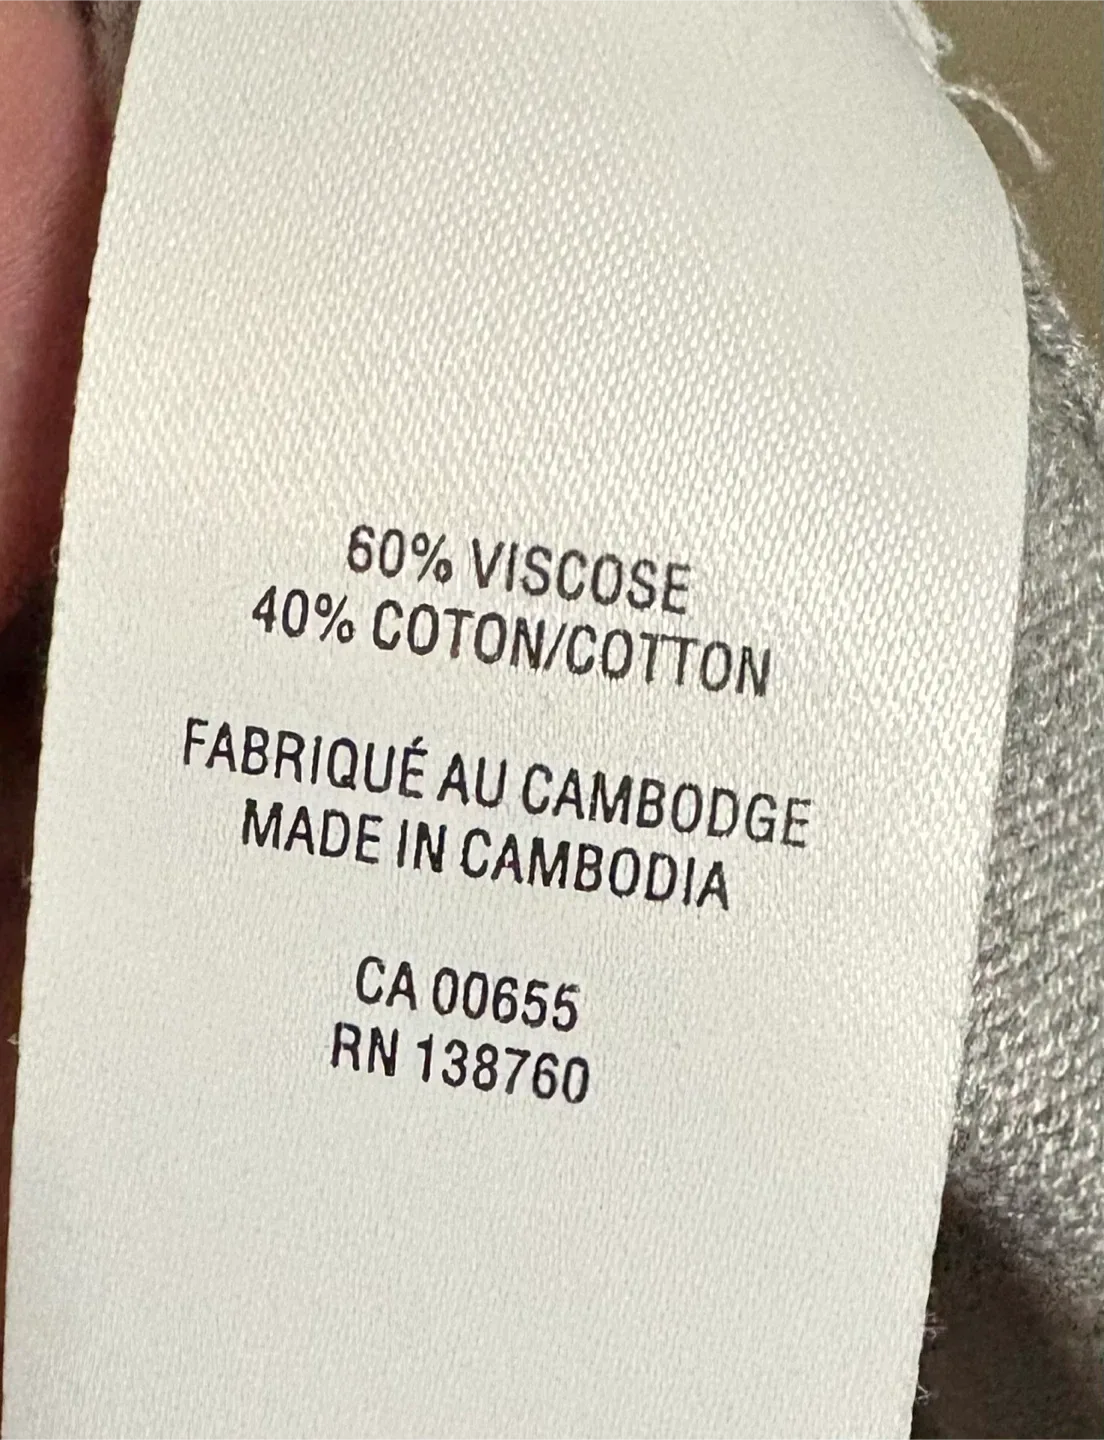 60% VISCOSE
40% COTON/COTTON
FABRIQUÉ AU CAMBODGE
MADE IN CAMBODIA
CA 00655
RN 138760